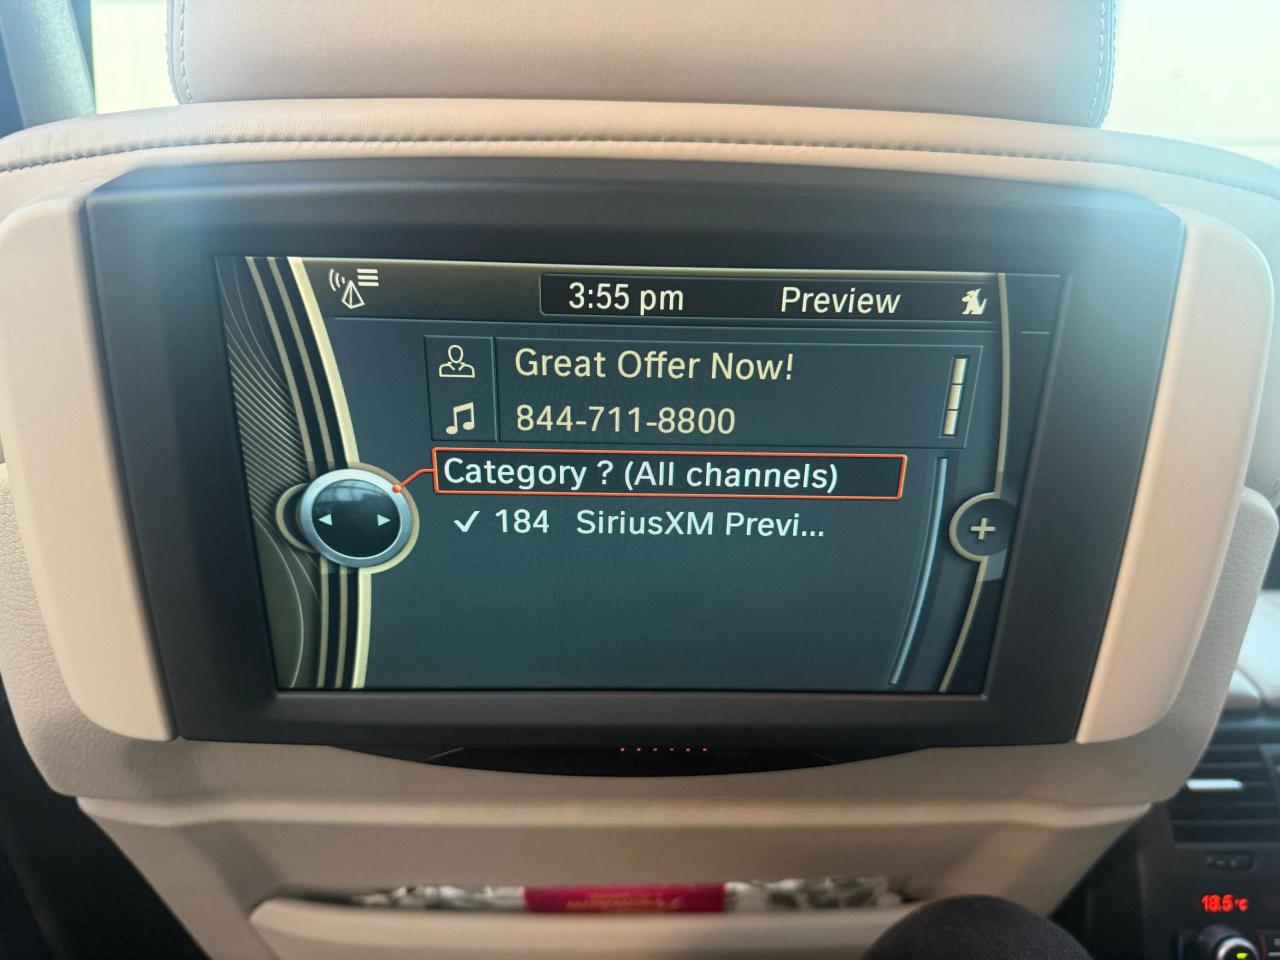 3:55 pm Preview
Great Offer Now!
844-711-8800
Category ? (All channels)
✓ 184 SiriusXM Previ...
18.5°C